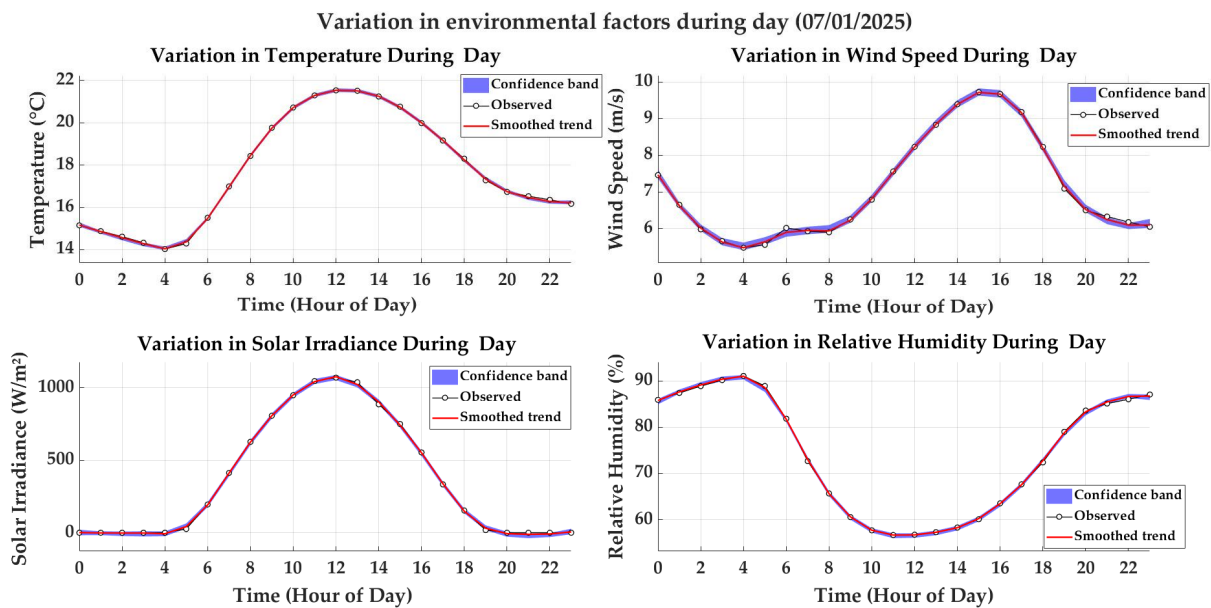 Variation in environmental factors during day (07/01/2025)
Variation in Temperature During Day
Temperature (°C)
22
20
18
16
14
0 2 4 6 8 10 12 14 16 18 20 22
Time (Hour of Day)
Confidence band
Observed
Smoothed trend
Variation in Wind Speed During Day
Wind Speed (m/s)
10
9
8
7
6
0 2 4 6 8 10 12 14 16 18 20 22
Time (Hour of Day)
Confidence band
Observed
Smoothed trend
Variation in Solar Irradiance During Day
Solar Irradiance (W/m²)
1000
500
0
0 2 4 6 8 10 12 14 16 18 20 22
Time (Hour of Day)
Confidence band
Observed
Smoothed trend
Variation in Relative Humidity During Day
Relative Humidity (%)
90
80
70
60
0 2 4 6 8 10 12 14 16 18 20 22
Time (Hour of Day)
Confidence band
Observed
Smoothed trend